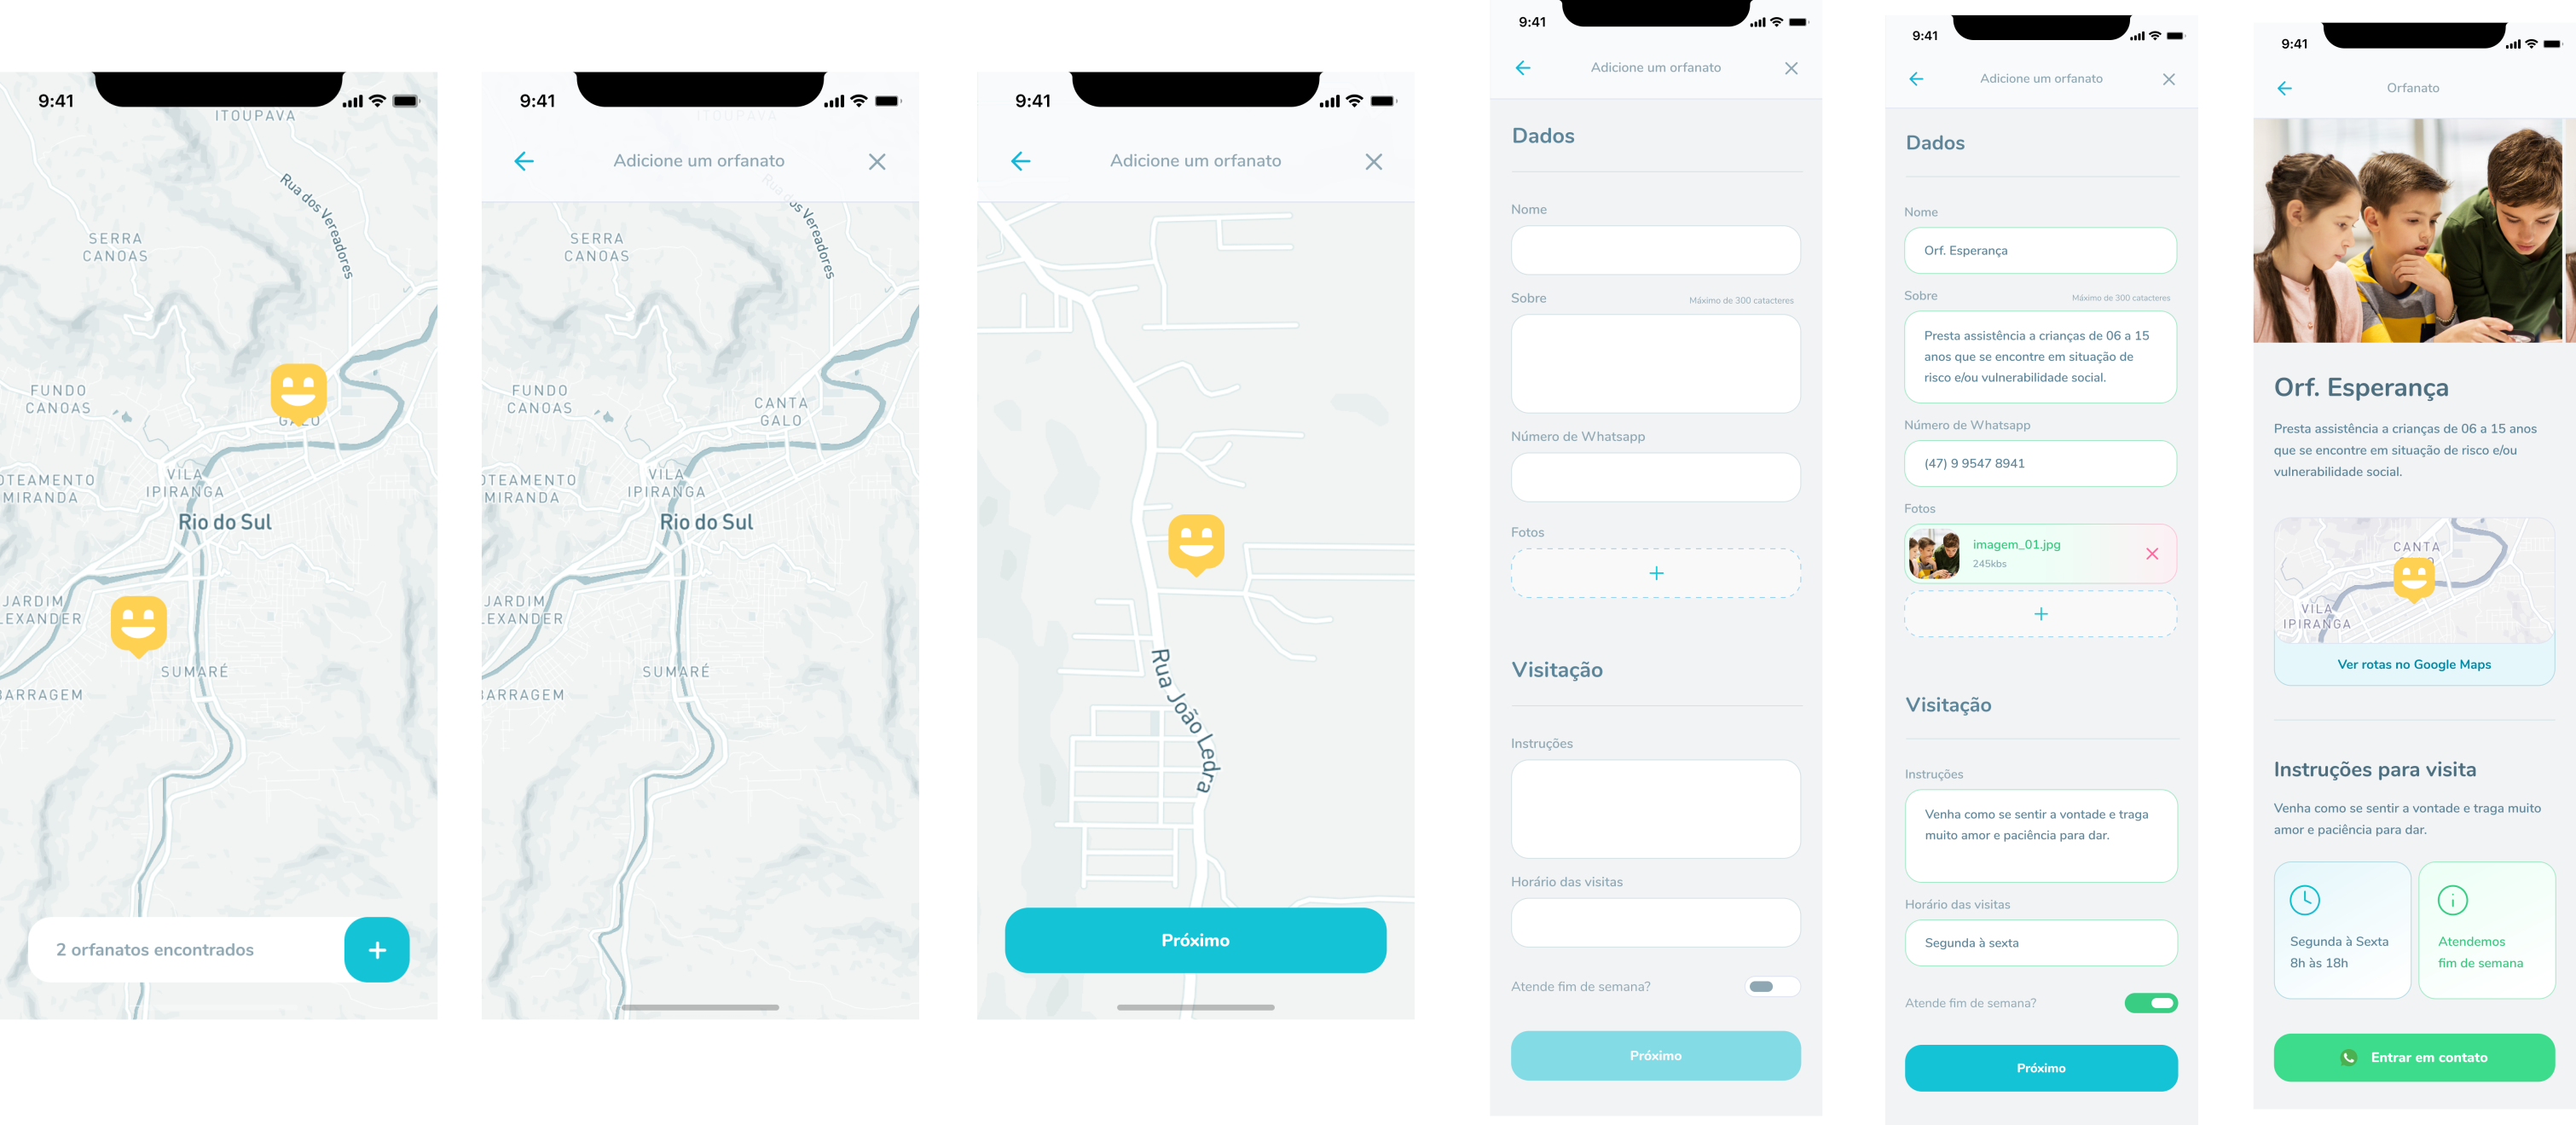 9:41
ITOUPAVA
Rua dos Vereadores
SERRA
CANOAS
FUNDO
CANOAS
GALO
OTEAMENTO
MIRANDA
VILA
IPIRANGA
Rio do Sul
JARDIM
LEXANDER
SUMARÉ
BARRAGEM
2 orfanatos encontrados
+
9:41
ITOUPAVA
Adicione um orfanato
Rua dos Vereadores
SERRA
CANOAS
FUNDO
CANOAS
CANTA
GALO
OTEAMENTO
MIRANDA
VILA
IPIRANGA
Rio do Sul
JARDIM
LEXANDER
SUMARÉ
BARRAGEM
9:41
Adicione um orfanato
Rua João Ledra
Próximo
9:41
Adicione um orfanato
Dados
Nome
Sobre
Máximo de 300 catacteres
Número de Whatsapp
Fotos
+
Visitação
Instruções
Horário das visitas
Atende fim de semana?
Próximo
9:41
Adicione um orfanato
Dados
Nome
Orf. Esperança
Sobre
Máximo de 300 catacteres
Presta assistência a crianças de 06 a 15
anos que se encontre em situação de
risco e/ou vulnerabilidade social.
Número de Whatsapp
(47) 9 9547 8941
Fotos
imagem_01.jpg
245kbs
+
Visitação
Instruções
Venha como se sentir a vontade e traga
muito amor e paciência para dar.
Horário das visitas
Segunda à sexta
Atende fim de semana?
Próximo
9:41
Orfanato
Orf. Esperança
Presta assistência a crianças de 06 a 15 anos
que se encontre em situação de risco e/ou
vulnerabilidade social.
CANTA
VILA
IPIRANGA
Ver rotas no Google Maps
Instruções para visita
Venha como se sentir a vontade e traga muito
amor e paciência para dar.
Segunda à Sexta
8h às 18h
Atendemos
fim de semana
Entrar em contato